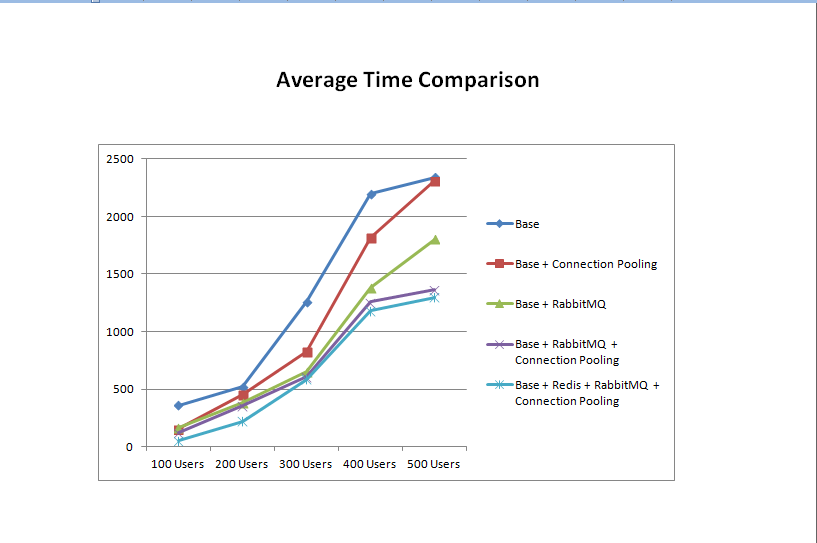 Average Time Comparison
2500
2000
1500
1000
500
0
100 Users 200 Users 300 Users 400 Users 500 Users
Base
Base + Connection Pooling
Base + RabbitMQ
Base + RabbitMQ +
Connection Pooling
Base + Redis + RabbitMQ +
Connection Pooling